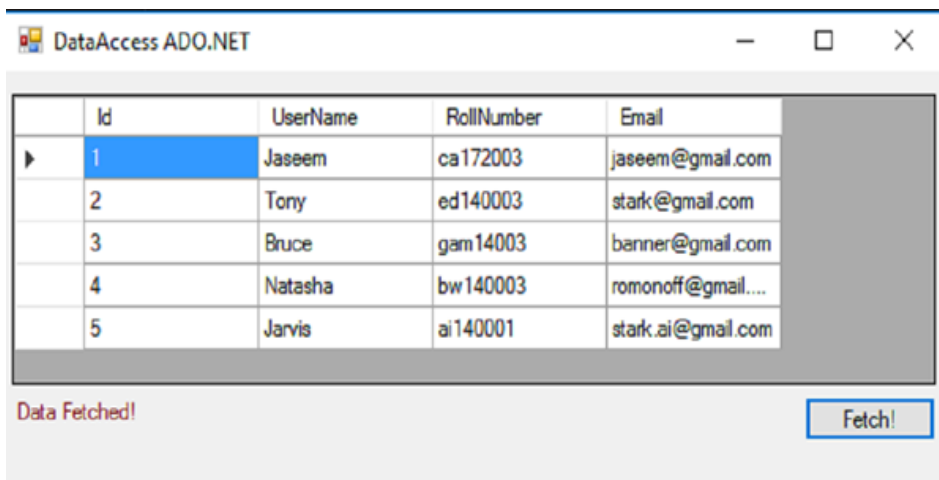 DataAccess ADO.NET
Id UserName RollNumber Email
1 Jaseem ca172003 jaseem@gmail.com
2 Tony ed140003 stark@gmail.com
3 Bruce gam14003 banner@gmail.com
4 Natasha bw140003 romonoff@gmail....
5 Jarvis ai140001 stark.ai@gmail.com
Data Fetched!
Fetch!